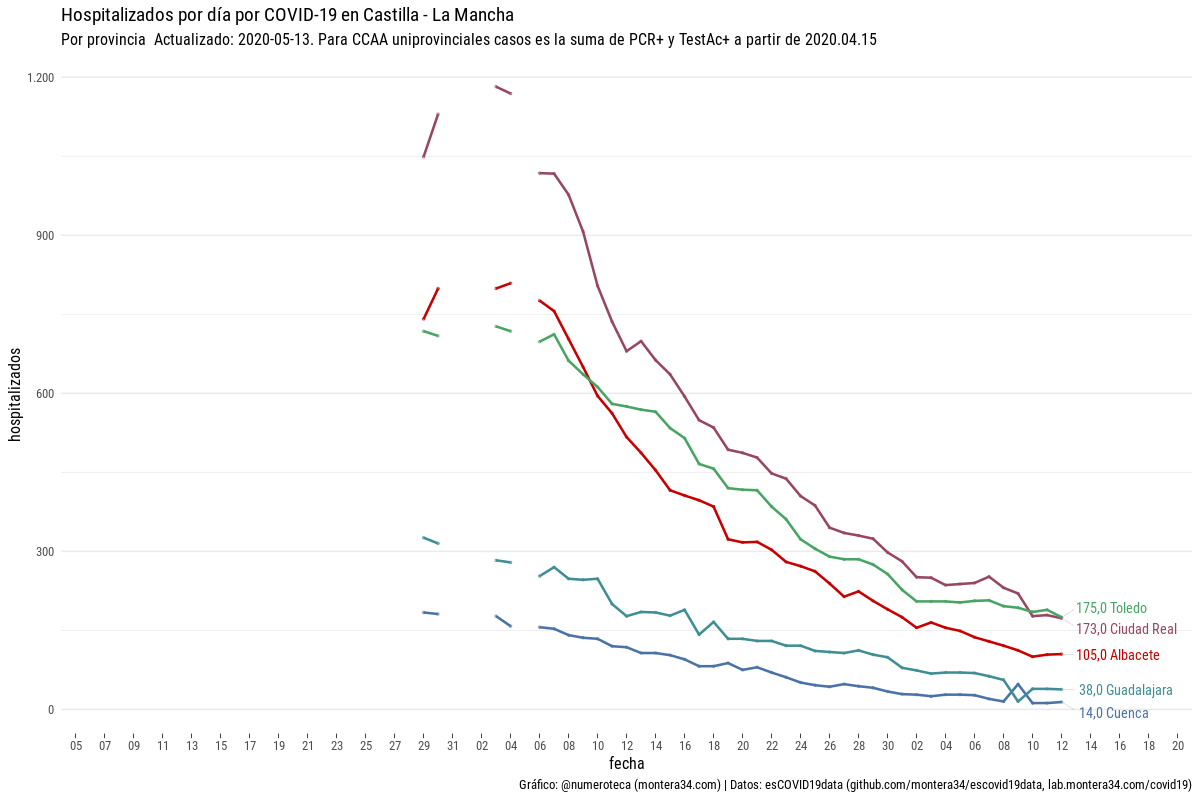 Hospitalizados por día por COVID-19 en Castilla - La Mancha
Por provincia  Actualizado: 2020-05-13. Para CCAA uniprovinciales casos es la suma de PCR+ y TestAc+ a partir de 2020.04.15
1.200
900
600
300
0
hospitalizados
175,0 Toledo
173,0 Ciudad Real
105,0 Albacete
38,0 Guadalajara
14,0 Cuenca
05 07 09 11 13 15 17 19 21 23 25 27 29 31 02 04 06 08 10 12 14 16 18 20 22 24 26 28 30 02 04 06 08 10 12 14 16 18 20
fecha
Gráfico: @numeroteca (montera34.com) | Datos: esCOVID19data (github.com/montera34/escovid19data, lab.montera34.com/covid19)